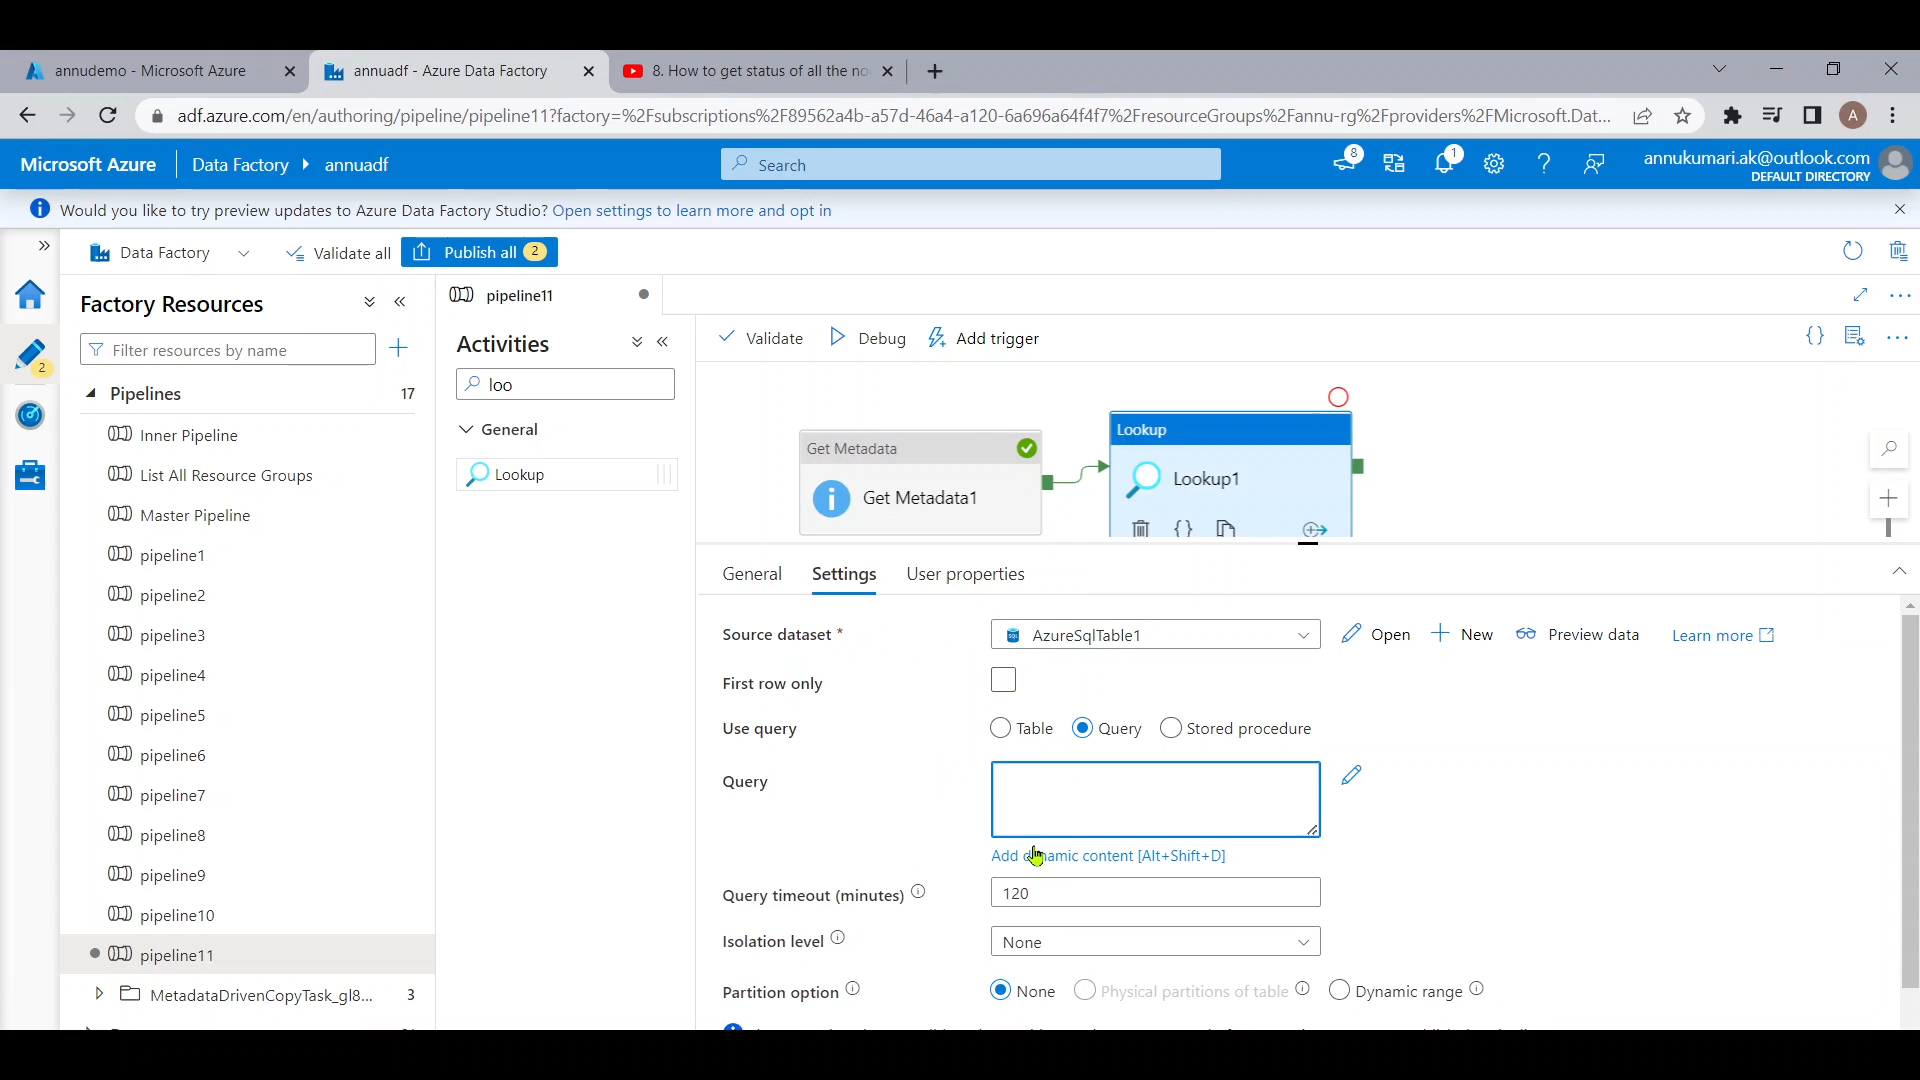 annudemo - Microsoft Azure
annuadf - Azure Data Factory
8. How to get status of all the no
adf.azure.com/en/authoring/pipeline/pipeline11?factory=%2Fsubscriptions%2F89562a4b-a57d-46a4-a120-6a696a64f4f7%2FresourceGroups%2Fannu-rg%2Fproviders%2FMicrosoft.Dat...
A
Microsoft Azure
Data Factory
annuadf
Search
8
1
annukumari.ak@outlook.com
DEFAULT DIRECTORY
Would you like to try preview updates to Azure Data Factory Studio? Open settings to learn more and opt in
Data Factory
Validate all
Publish all
2
Factory Resources
Filter resources by name
2
Pipelines
17
Inner Pipeline
List All Resource Groups
Master Pipeline
pipeline1
pipeline2
pipeline3
pipeline4
pipeline5
pipeline6
pipeline7
pipeline8
pipeline9
pipeline10
pipeline11
MetadataDrivenCopyTask_gl8...
3
pipeline11
Activities
loo
General
Lookup
Validate
Debug
Add trigger
Get Metadata
Get Metadata1
Lookup
Lookup1
General
Settings
User properties
Source dataset *
AzureSqlTable1
Open
New
Preview data
Learn more
First row only
Use query
Table
Query
Stored procedure
Query
Add dynamic content [Alt+Shift+D]
Query timeout (minutes)
120
Isolation level
None
Partition option
None
Physical partitions of table
Dynamic range